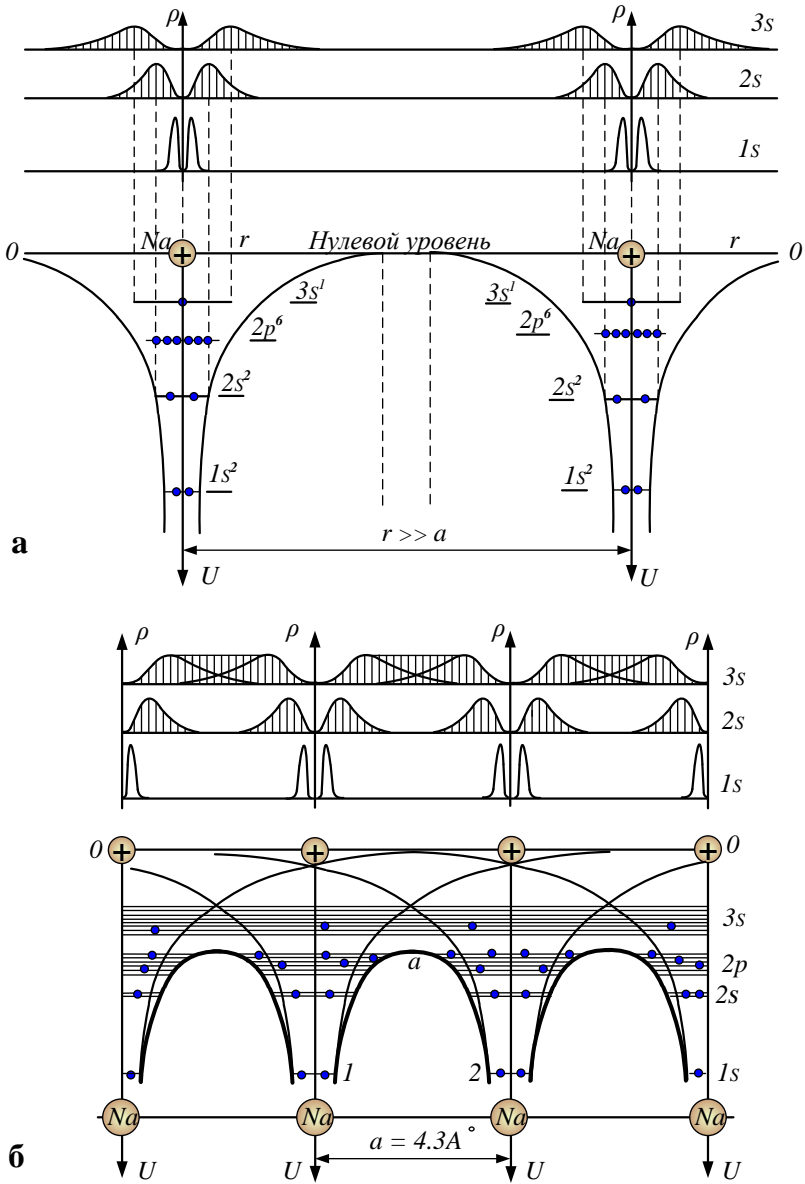 ρ ρ 3s
2s
1s
0 Na + r Нулевой уровень Na + r 0
3s¹ 3s¹
2p⁶ 2p⁶
2s² 2s²
1s² 1s²
а r >> a
U U
ρ ρ ρ ρ
3s
2s
1s
0 + + + + 0
3s
a 2p
2s
1 2 1s
Na Na Na Na
б a = 4.3A°
U U U U